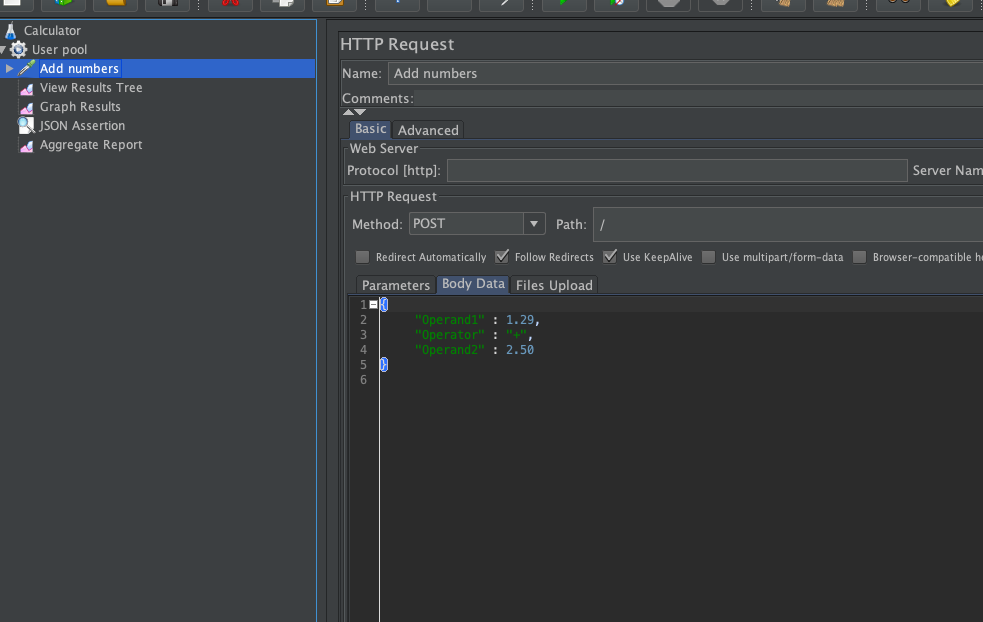 Calculator
User pool
Add numbers
View Results Tree
Graph Results
JSON Assertion
Aggregate Report
HTTP Request
Name: Add numbers
Comments:
Basic Advanced
Web Server
Protocol [http]: Server Nam
HTTP Request
Method: POST Path: /
Redirect Automatically Follow Redirects Use KeepAlive Use multipart/form-data Browser-compatible he
Parameters Body Data Files Upload
1 {
2 "Operand1" : 1.29,
3 "Operator" : "+",
4 "Operand2" : 2.50
5 }
6